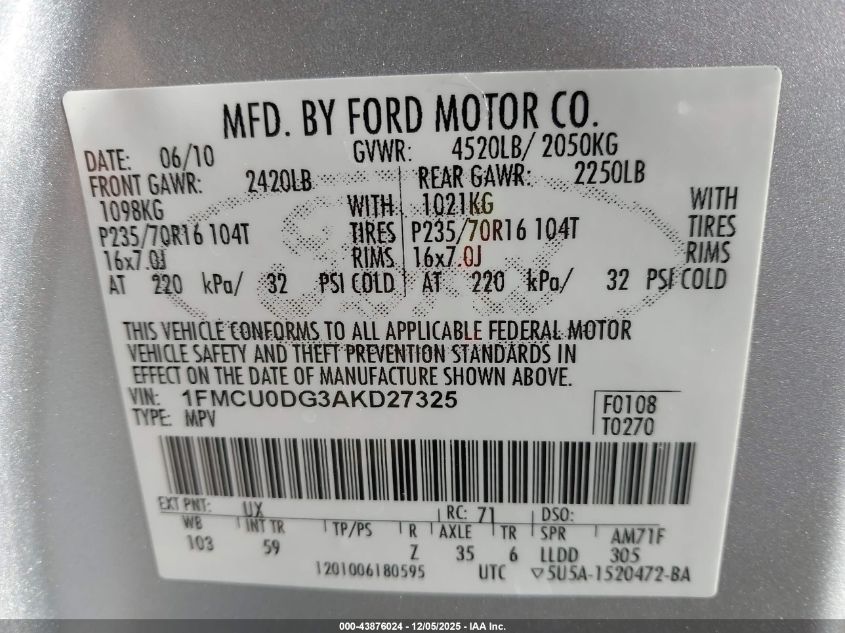 MFD. BY FORD MOTOR CO.
DATE: 06/10 GVWR: 4520LB/ 2050KG
FRONT GAWR: 2420LB REAR GAWR: 2250LB
1098KG WITH 1021KG WITH
P235/70R16 104T TIRES P235/70R16 104T TIRES
16x7.0J RIMS 16x7.0J RIMS
AT 220 kPa/ 32 PSI COLD AT 220 kPa/ 32 PSI COLD
THIS VEHICLE CONFORMS TO ALL APPLICABLE FEDERAL MOTOR
VEHICLE SAFETY AND THEFT PREVENTION STANDARDS IN
EFFECT ON THE DATE OF MANUFACTURE SHOWN ABOVE.
VIN: 1FMCU0DG3AKD27325 F0108
TYPE: MPV T0270
EXT PNT: UX RC: 71 DSO:
WB INT TR TP/PS R AXLE TR SPR AM71F
103 59 Z 35 6 LLDD 305
1201006180595 UTC ▽5U5A-1520472-BA
000-43876024 | 12/05/2025 | IAA Inc.